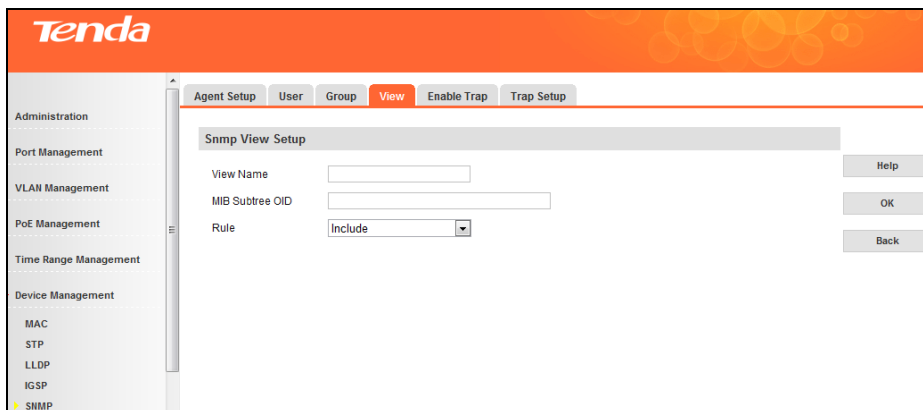 Tenda
Agent Setup User Group View Enable Trap Trap Setup
Administration
Port Management
VLAN Management
PoE Management
Time Range Management
Device Management
MAC
STP
LLDP
IGSP
SNMP
Snmp View Setup
View Name
MIB Subtree OID
Rule Include
Help
OK
Back